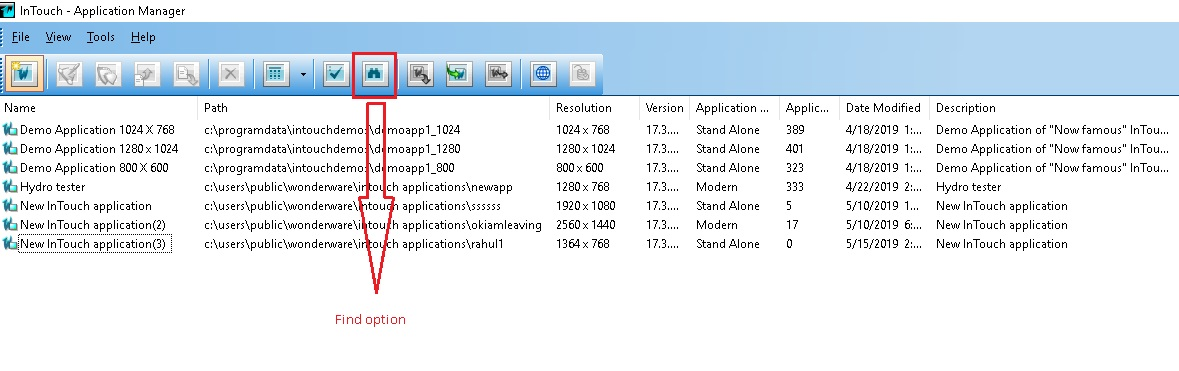 InTouch - Application Manager
File View Tools Help
Name Path Resolution Version Application ... Applic... Date Modified Description
Demo Application 1024 X 768 c:\programdata\intouchdemos\demoapp1_1024 1024 x 768 17.3.... Stand Alone 389 4/18/2019 1:... Demo Application of "Now famous" InTou...
Demo Application 1280 x 1024 c:\programdata\intouchdemos\demoapp1_1280 1280 x 1024 17.3.... Stand Alone 401 4/18/2019 1:... Demo Application of "Now famous" InTou...
Demo Application 800 X 600 c:\programdata\intouchdemos\demoapp1_800 800 x 600 17.3.... Stand Alone 323 4/18/2019 1:... Demo Application of "Now famous" InTou...
Hydro tester c:\users\public\wonderware\intouch applications\newapp 1280 x 768 17.3.... Modern 333 4/22/2019 2:... Hydro tester
New InTouch application c:\users\public\wonderware\intouch applications\ssssss 1920 x 1080 17.3.... Stand Alone 5 5/10/2019 1:... New InTouch application
New InTouch application(2) c:\users\public\wonderware\intouch applications\okiamleaving 2560 x 1440 17.3.... Modern 17 5/10/2019 6:... New InTouch application
New InTouch application(3) c:\users\public\wonderware\intouch applications\rahul1 1364 x 768 17.3.... Stand Alone 0 5/15/2019 2:... New InTouch application
Find option